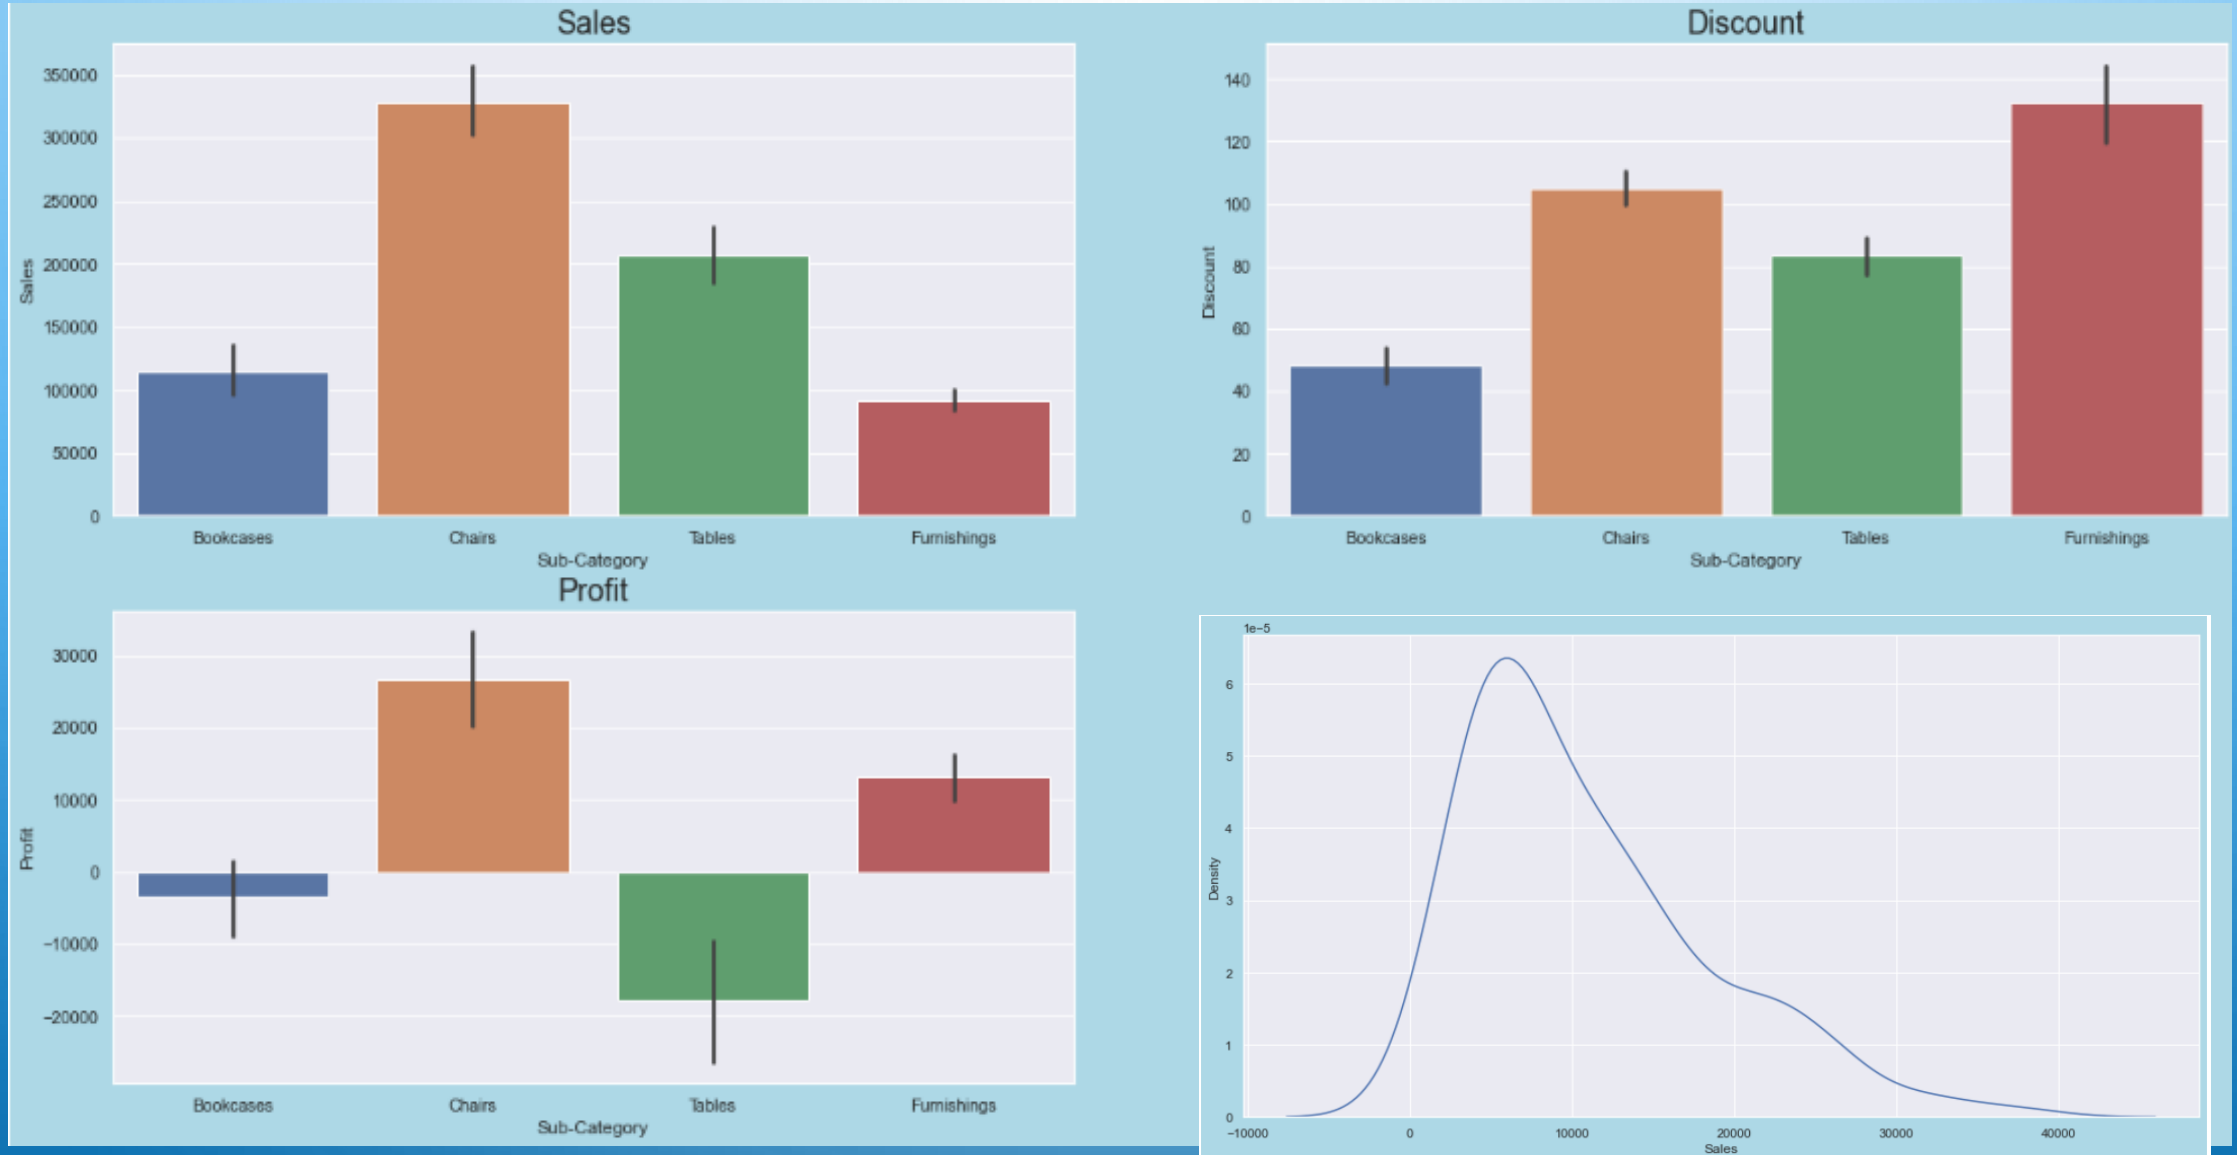 Sales
350000
300000
250000
200000
150000
100000
50000
0
Sales
Bookcases Chairs Tables Furnishings
Sub-Category
Discount
140
120
100
80
60
40
20
0
Discount
Bookcases Chairs Tables Furnishings
Sub-Category
Profit
30000
20000
10000
0
−10000
−20000
Profit
Bookcases Chairs Tables Furnishings
Sub-Category
1e−5
6
5
4
3
2
1
0
Density
−10000 0 10000 20000 30000 40000
Sales